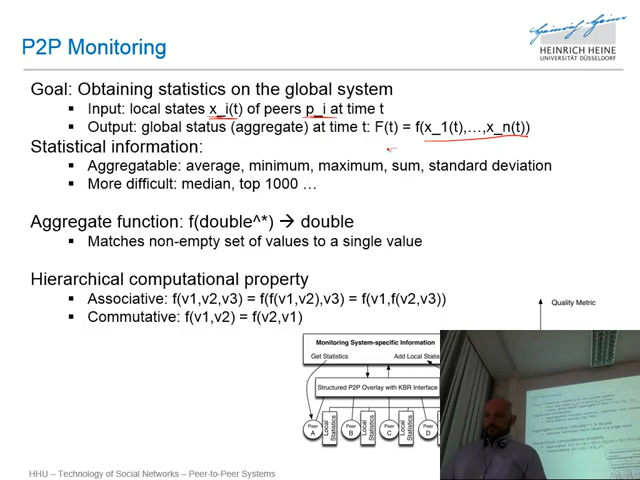 P2P Monitoring
HEINRICH HEINE
UNIVERSITÄT DÜSSELDORF
Goal: Obtaining statistics on the global system
Input: local states x_i(t) of peers p_i at time t
Output: global status (aggregate) at time t: F(t) = f(x_1(t),…,x_n(t))
Statistical information:
Aggregatable: average, minimum, maximum, sum, standard deviation
More difficult: median, top 1000 …
Aggregate function: f(double^*) → double
Matches non-empty set of values to a single value
Hierarchical computational property
Associative: f(v1,v2,v3) = f(f(v1,v2),v3) = f(v1,f(v2,v3))
Commutative: f(v1,v2) = f(v2,v1)
Quality Metric
Monitoring System-specific Information
Get Statistics Add Local Statis
Structured P2P Overlay with KBR Interface
Peer A Local Statistics Peer B Local Statistics Peer C Local Statistics Peer D Local Statistics
HHU – Technology of Social Networks – Peer-to-Peer Systems